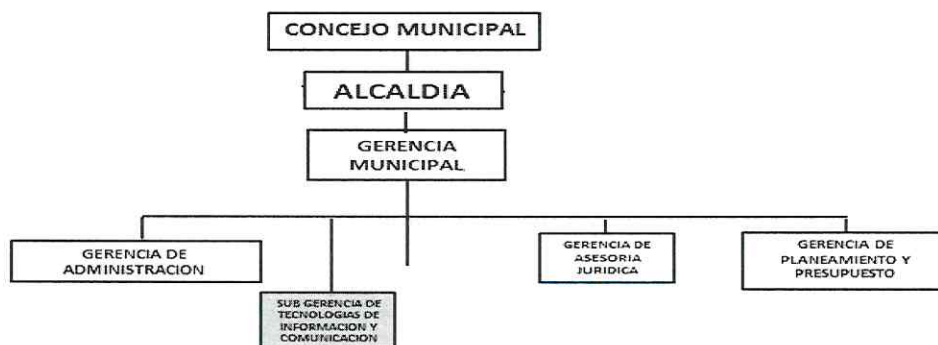 CONCEJO MUNICIPAL
ALCALDIA
GERENCIA
MUNICIPAL
GERENCIA DE
ADMINISTRACION
GERENCIA DE
ASESORIA
JURIDICA
GERENCIA DE
PLANEAMIENTO Y
PRESUPUESTO
SUB GERENCIA DE
TECNOLOGIAS DE
INFORMACION Y
COMUNICACION